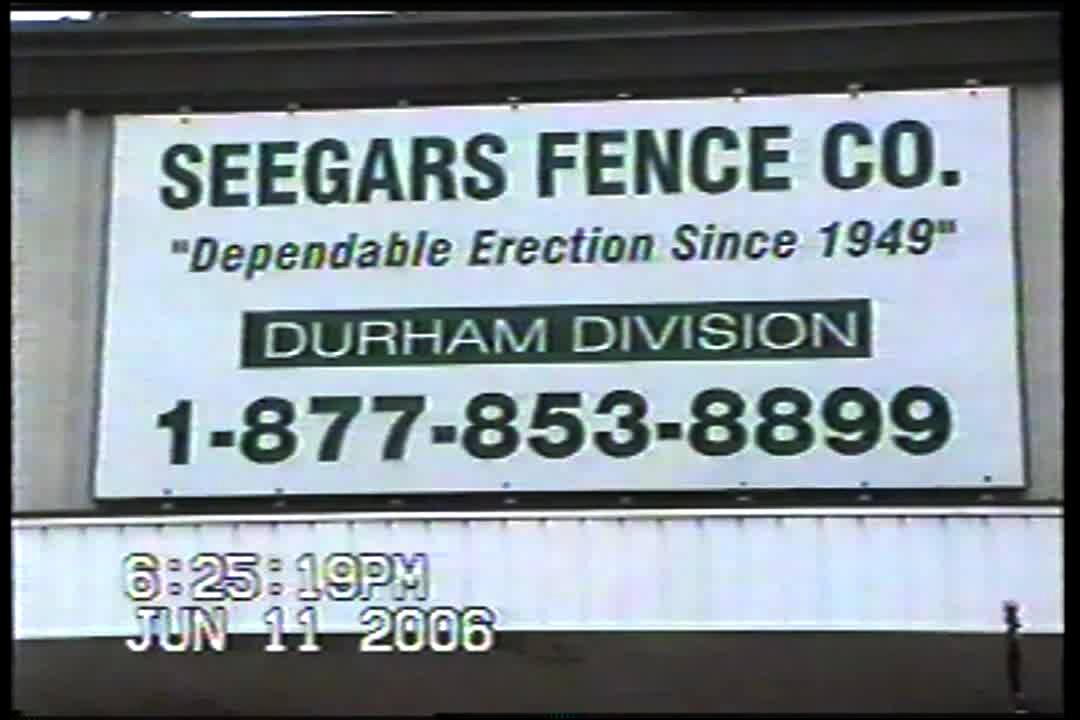 SEEGARS FENCE CO.
"Dependable Erection Since 1949"
DURHAM DIVISION
1-877-853-8899
6:25:19PM
JUN 11 2006